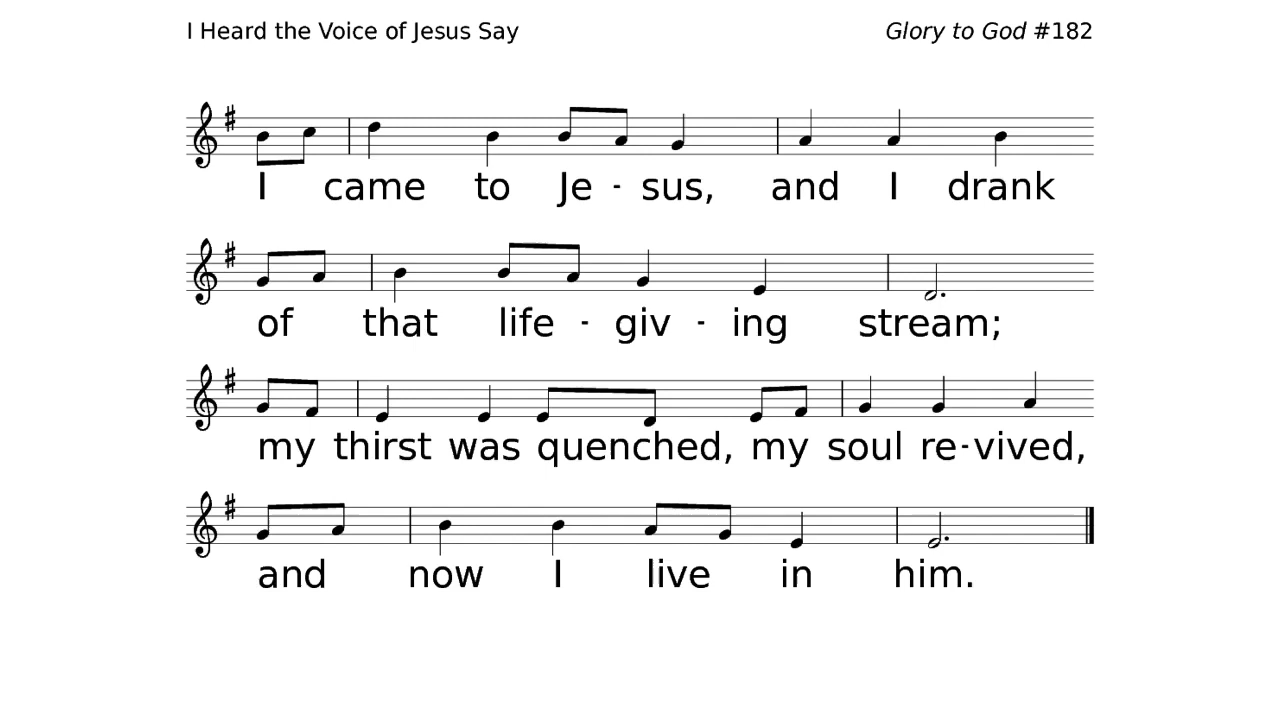 I Heard the Voice of Jesus Say Glory to God #182
I came to Je - sus, and I drank
of that life - giv - ing stream;
my thirst was quenched, my soul re-vived,
and now I live in him.